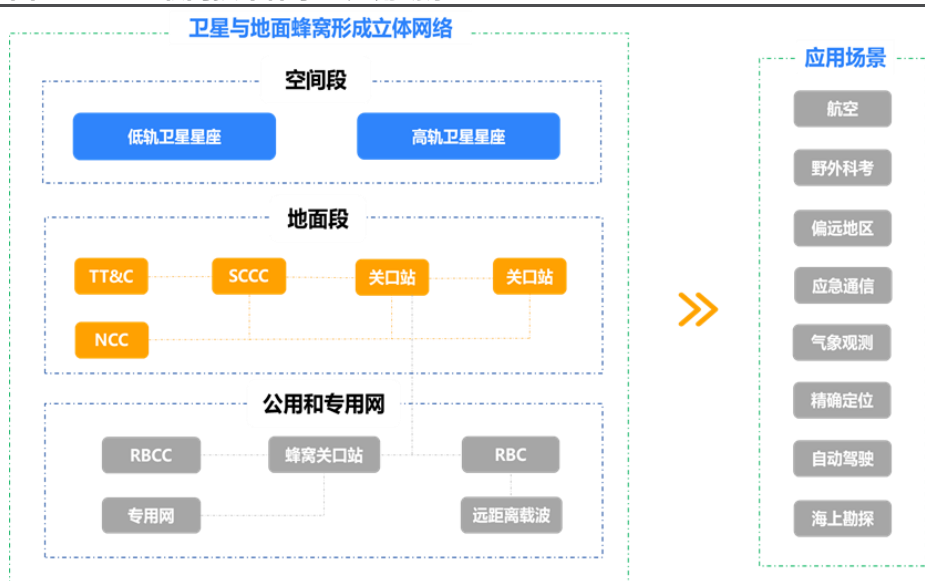 卫星与地面蜂窝形成立体网络
应用场景
空间段
低轨卫星星座
高轨卫星星座
地面段
TT&C
SCCC
关口站
关口站
NCC
公用和专用网
RBCC
蜂窝关口站
RBC
专用网
远距离载波
航空
野外科考
偏远地区
应急通信
气象观测
精确定位
自动驾驶
海上勘探